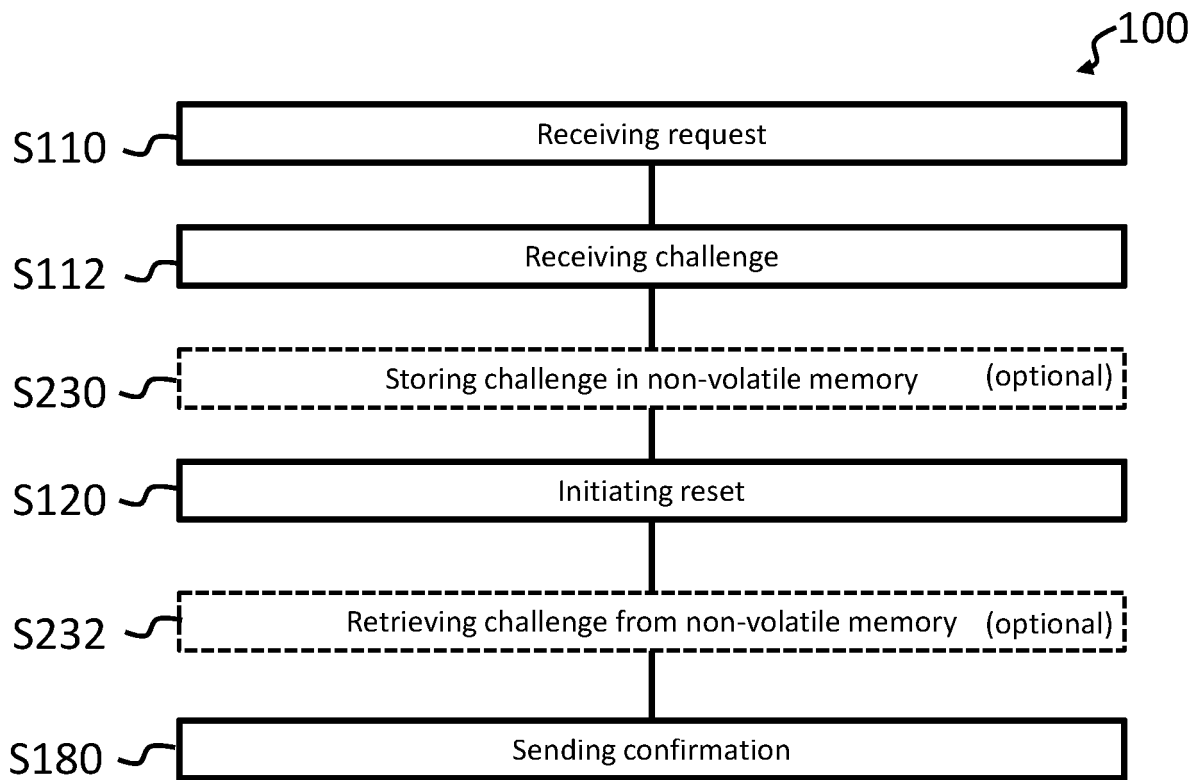 100
S110 Receiving request
S112 Receiving challenge
S230 Storing challenge in non-volatile memory (optional)
S120 Initiating reset
S232 Retrieving challenge from non-volatile memory (optional)
S180 Sending confirmation